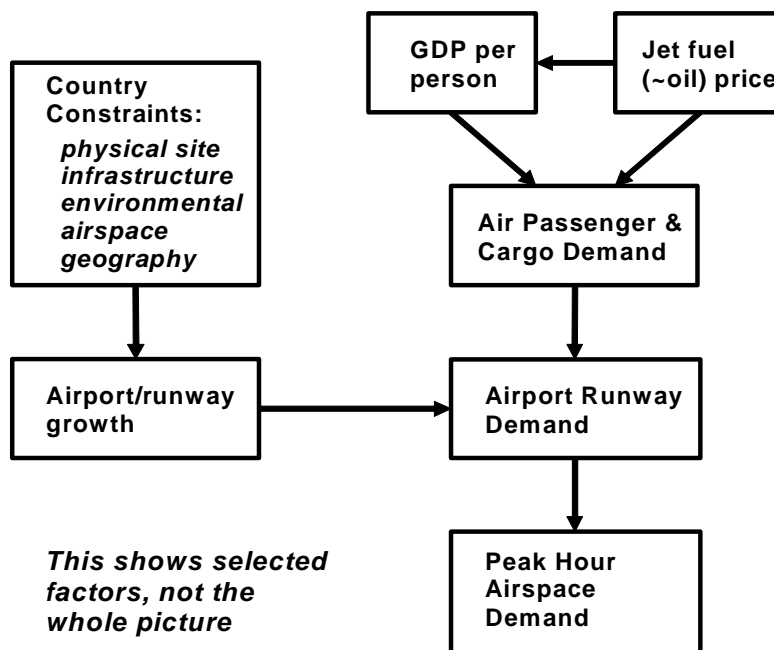 GDP per
person
Jet fuel
(~oil) price
Country
Constraints:
physical site
infrastructure
environmental
airspace
geography
Air Passenger &
Cargo Demand
Airport/runway
growth
Airport Runway
Demand
This shows selected
factors, not the
whole picture
Peak Hour
Airspace
Demand